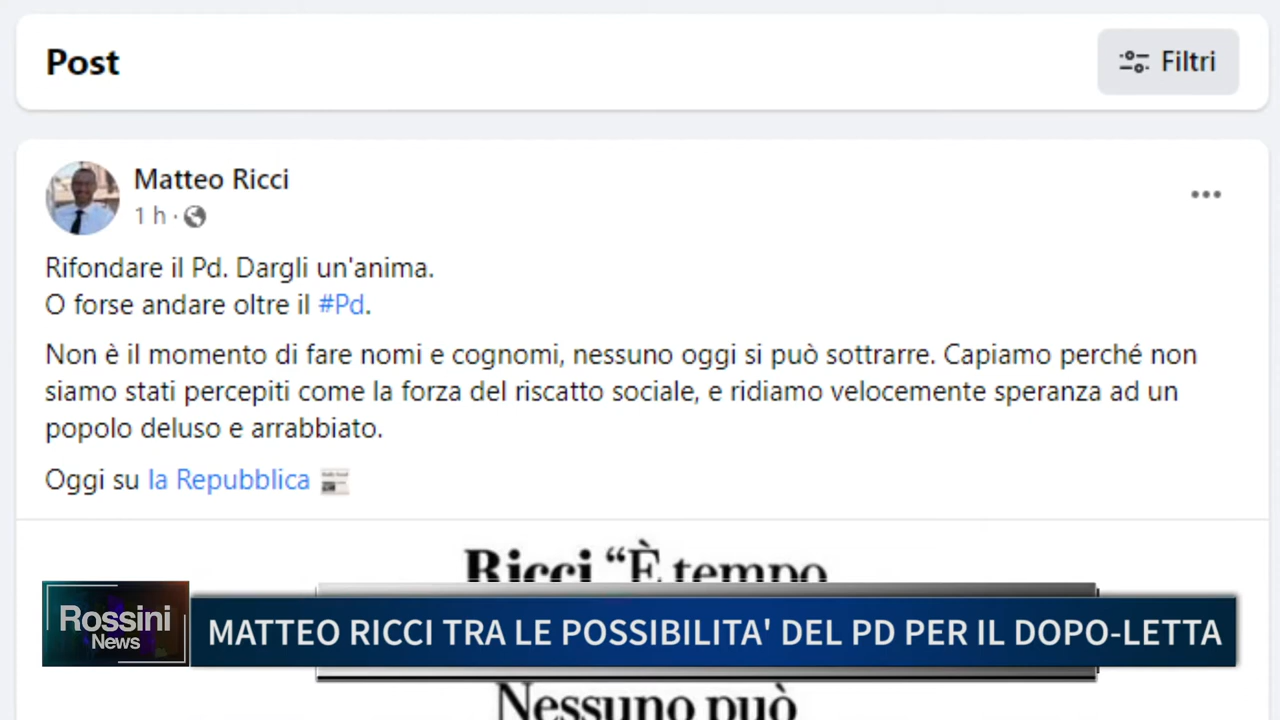 Post
Filtri
Matteo Ricci
1 h ·
Rifondare il Pd. Dargli un'anima.
O forse andare oltre il #Pd.
Non è il momento di fare nomi e cognomi, nessuno oggi si può sottrarre. Capiamo perché non
siamo stati percepiti come la forza del riscatto sociale, e ridiamo velocemente speranza ad un
popolo deluso e arrabbiato.
Oggi su la Repubblica
Ricci “È tempo
Rossini
News
MATTEO RICCI TRA LE POSSIBILITA' DEL PD PER IL DOPO-LETTA
Nessuno può